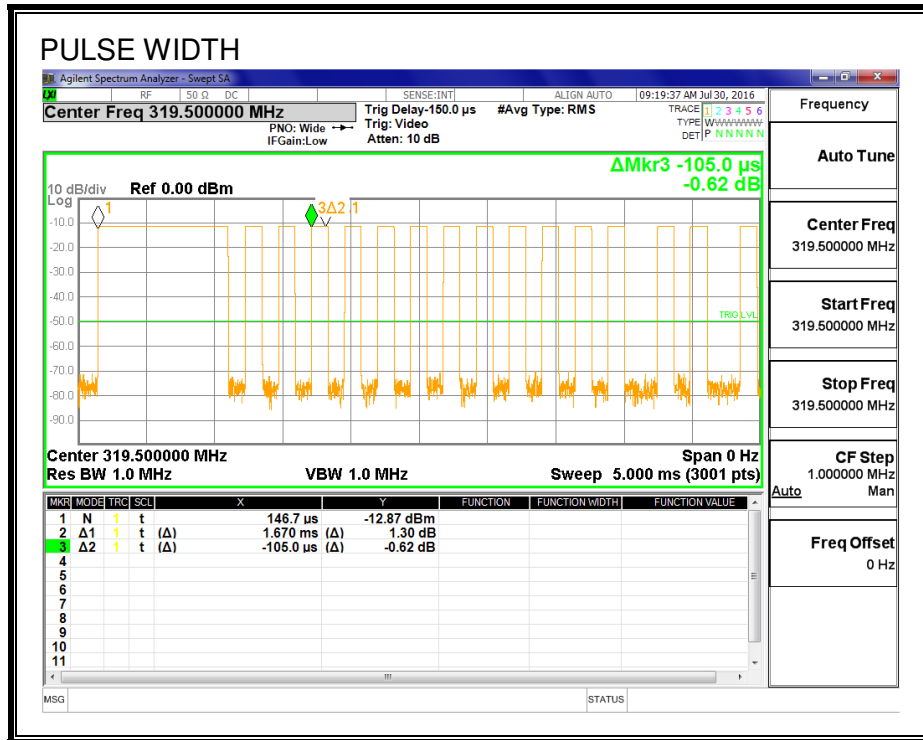 PULSE WIDTH
Agilent Spectrum Analyzer - Swept SA
LXI RF 50 Ω DC SENSE:INT ALIGN AUTO 09:19:37 AM Jul 30, 2016
Center Freq 319.500000 MHz
PNO: Wide
IFGain:Low
Trig Delay-150.0 µs
Trig: Video
Atten: 10 dB
#Avg Type: RMS
TRACE 1 2 3 4 5 6
TYPE WWWWWWW
DET P N N N N N
ΔMkr3 -105.0 µs
-0.62 dB
10 dB/div Ref 0.00 dBm
Log
1
3Δ2 1
-10.0
-20.0
-30.0
-40.0
-50.0
TRIG LVL
-60.0
-70.0
-80.0
-90.0
Center 319.500000 MHz Span 0 Hz
Res BW 1.0 MHz VBW 1.0 MHz Sweep 5.000 ms (3001 pts)
MKR MODE TRC SCL X Y FUNCTION FUNCTION WIDTH FUNCTION VALUE
1 N 1 t 146.7 µs -12.87 dBm
2 Δ1 1 t (Δ) 1.670 ms (Δ) 1.30 dB
3 Δ2 1 t (Δ) -105.0 µs (Δ) -0.62 dB
4
5
6
7
8
9
10
11
MSG STATUS
Frequency
Auto Tune
Center Freq
319.500000 MHz
Start Freq
319.500000 MHz
Stop Freq
319.500000 MHz
CF Step
1.000000 MHz
Auto Man
Freq Offset
0 Hz